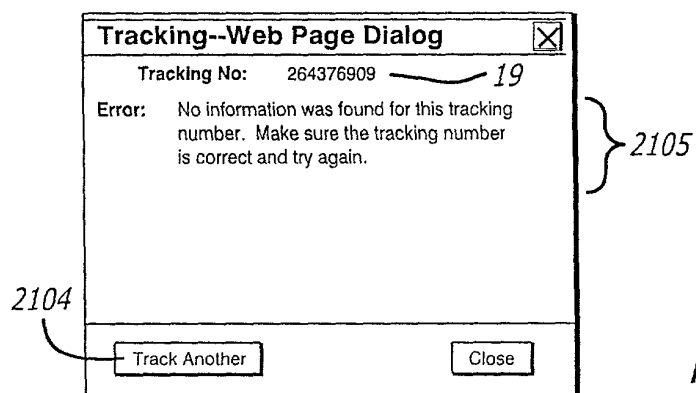 Tracking--Web Page Dialog
Tracking No: 264376909 19
Error: No information was found for this tracking
number. Make sure the tracking number
is correct and try again.
2105
2104
Track Another Close